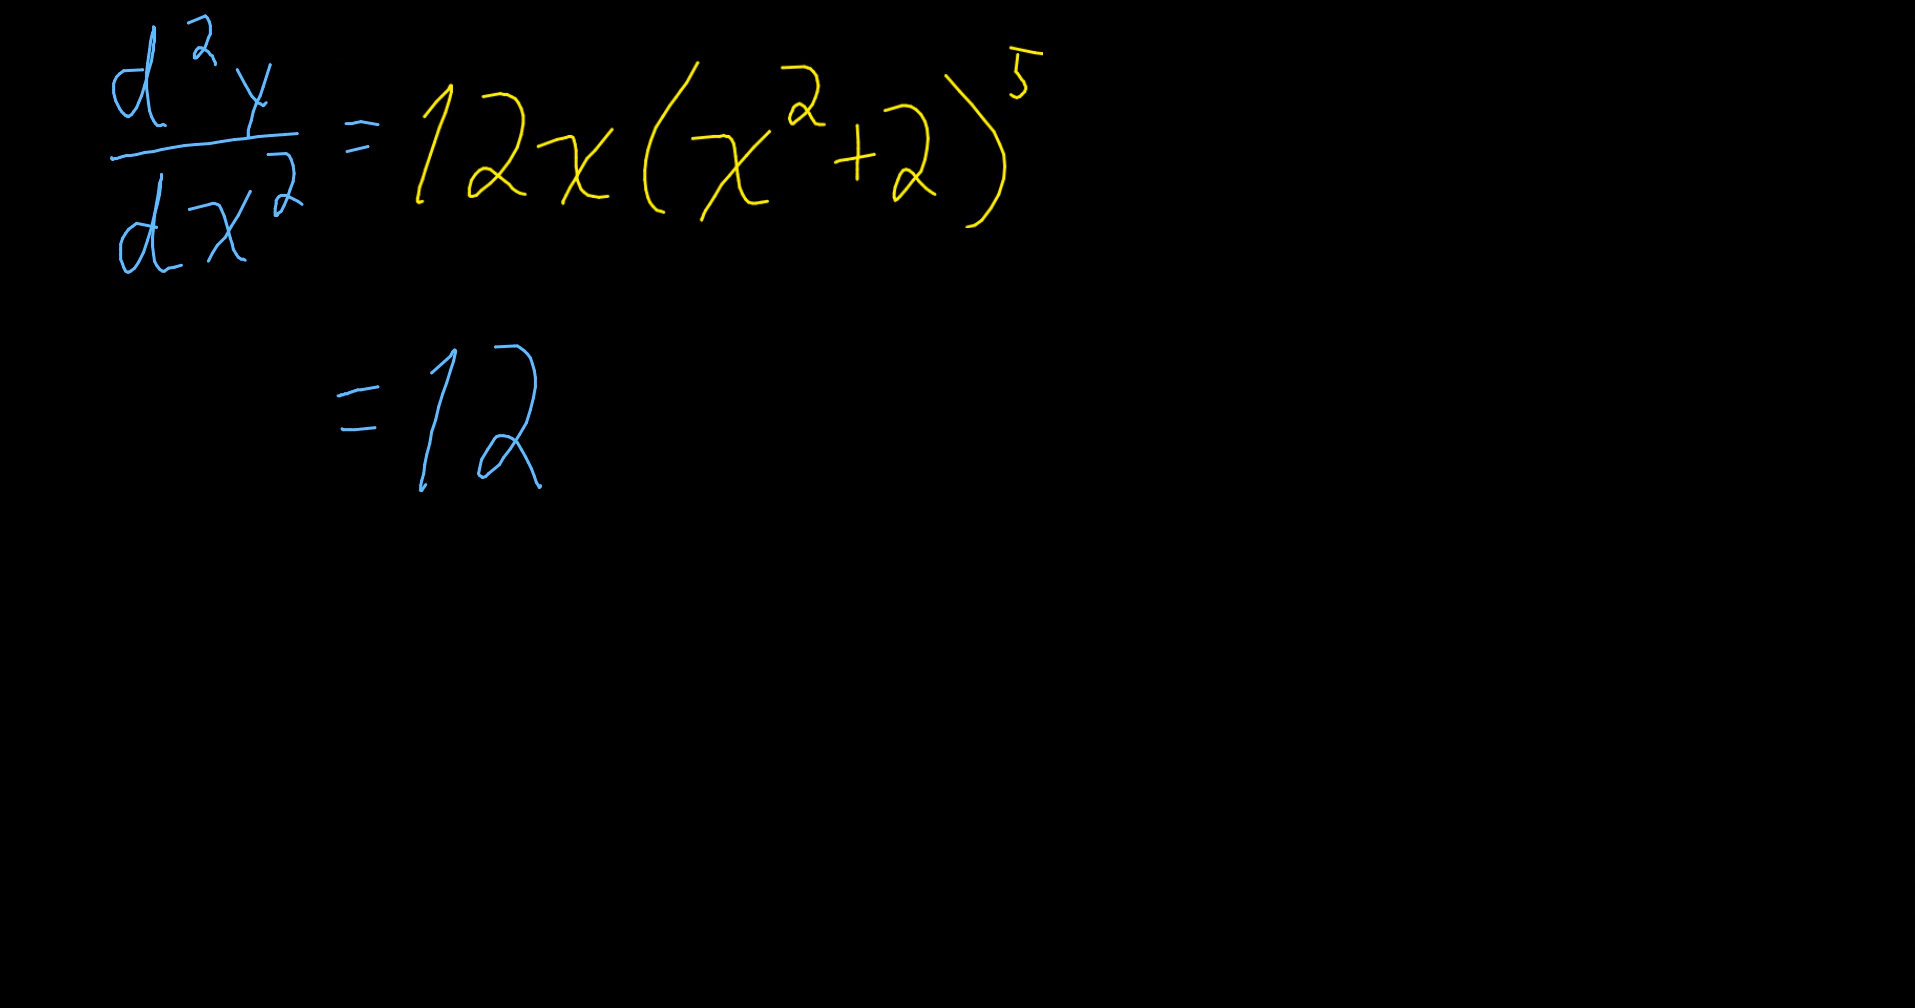 d²y/dx² = 12x(x²+2)⁵
= 12